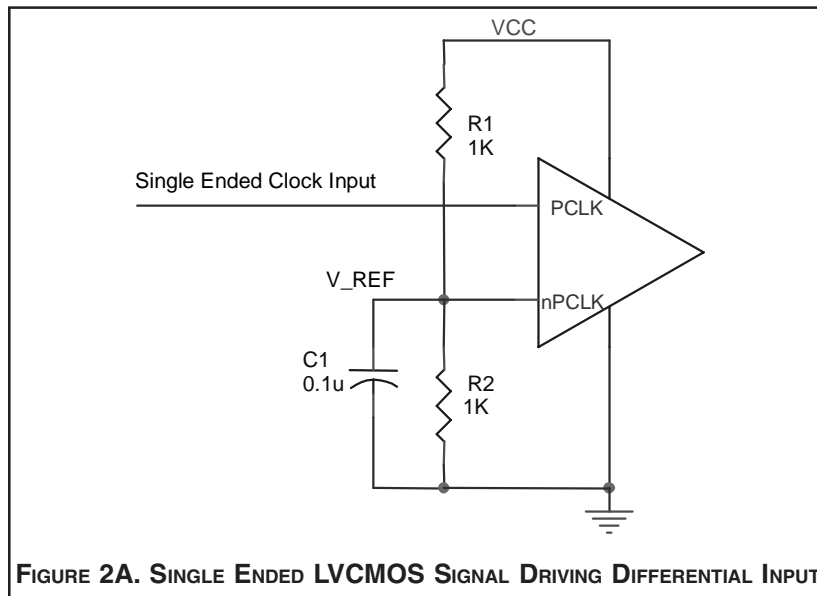 VCC
R1
1K
Single Ended Clock Input
PCLK
V_REF
nPCLK
C1
0.1u
R2
1K
FIGURE 2A. SINGLE ENDED LVCMOS SIGNAL DRIVING DIFFERENTIAL INPUT